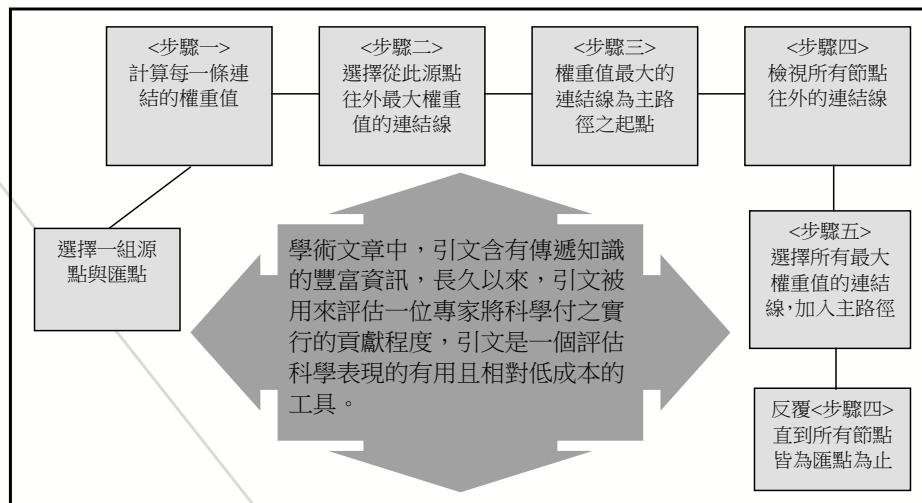 <步驟一>
計算每一條連
結的權重值
<步驟二>
選擇從此源點
往外最大權重
值的連結線
<步驟三>
權重值最大的
連結線為主路
徑之起點
<步驟四>
檢視所有節點
往外的連結線
選擇一組源
點與匯點
學術文章中，引文含有傳遞知識
的豐富資訊，長久以來，引文被
用來評估一位專家將科學付之實
行的貢獻程度，引文是一個評估
科學表現的有用且相對低成本的
工具。
<步驟五>
選擇所有最大
權重值的連結
線,加入主路徑
反覆<步驟四>
直到所有節點
皆為匯點為止